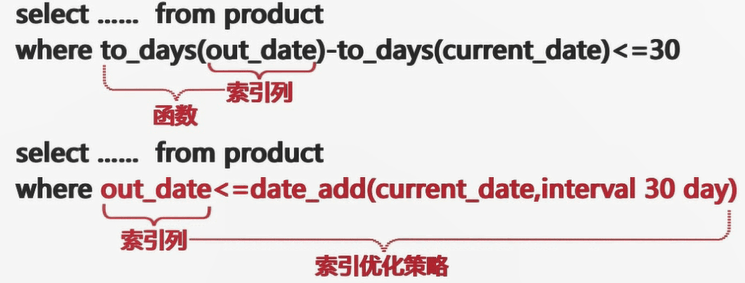 select ...... from product
where to_days(out_date)-to_days(current_date)<=30
索引列
函数
select ...... from product
where out_date<=date_add(current_date,interval 30 day)
索引列
索引优化策略